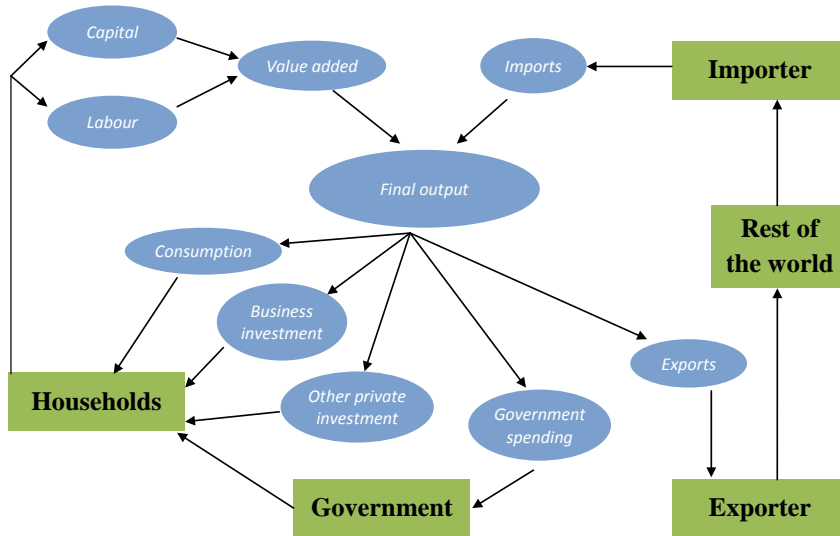 Capital
Value added
Imports
Importer
Labour
Final output
Rest of
the world
Consumption
Business
investment
Exports
Households
Other private
investment
Government
spending
Government
Exporter